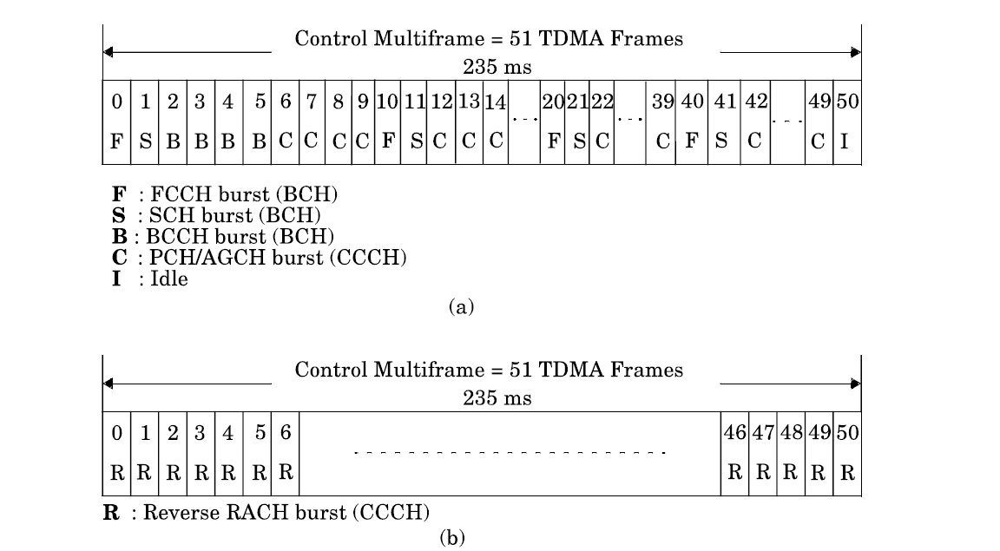 Control Multiframe = 51 TDMA Frames
235 ms
0 1 2 3 4 5 6 7 8 9 10 11 12 13 14 ... 20 21 22 ... 39 40 41 42 ... 49 50
F S B B B B C C C C F S C C C F S C C F S C C I
F : FCCH burst (BCH)
S : SCH burst (BCH)
B : BCCH burst (BCH)
C : PCH/AGCH burst (CCCH)
I : Idle
(a)
Control Multiframe = 51 TDMA Frames
235 ms
0 1 2 3 4 5 6 46 47 48 49 50
R R R R R R R R R R R R
R : Reverse RACH burst (CCCH)
(b)